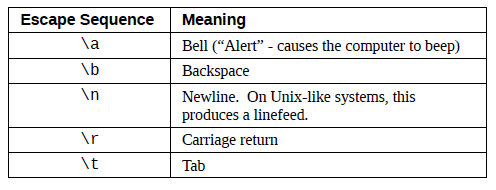 Escape Sequence Meaning
\a Bell (“Alert” - causes the computer to beep)
\b Backspace
\n Newline.  On Unix-like systems, this
produces a linefeed.
\r Carriage return
\t Tab